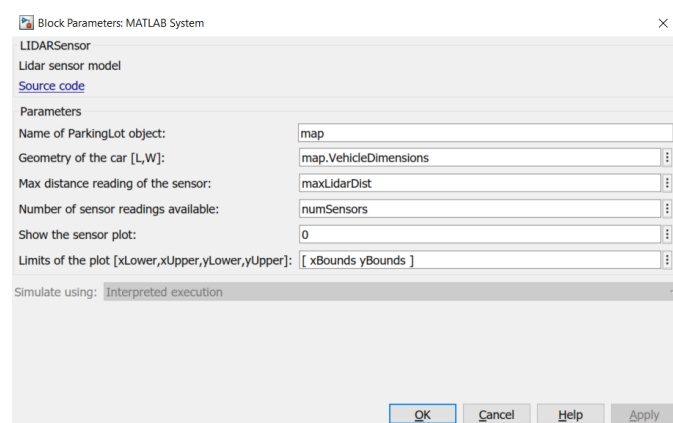 Block Parameters: MATLAB System
LIDARSensor
Lidar sensor model
Source code
Parameters
Name of ParkingLot object: map
Geometry of the car [L,W]: map.VehicleDimensions
Max distance reading of the sensor: maxLidarDist
Number of sensor readings available: numSensors
Show the sensor plot: 0
Limits of the plot [xLower,xUpper,yLower,yUpper]: [ xBounds yBounds ]
Simulate using: Interpreted execution
OK Cancel Help Apply